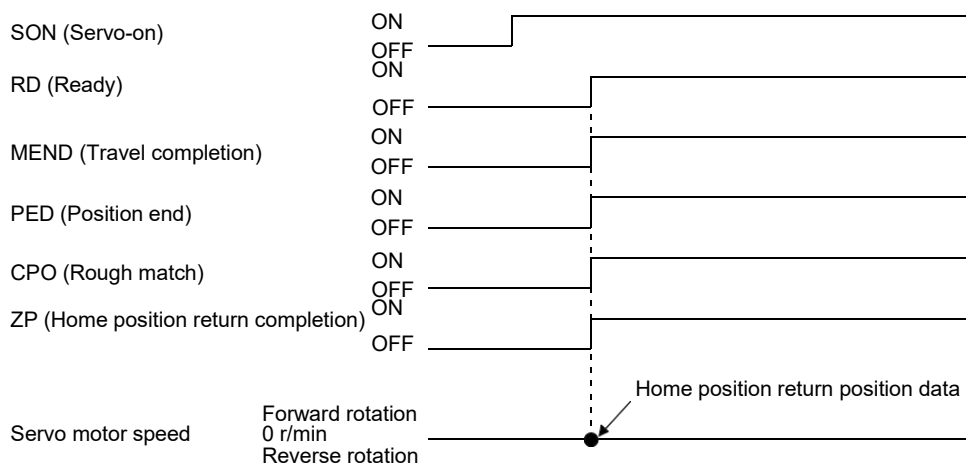 SON (Servo-on)
ON
OFF
RD (Ready)
ON
OFF
MEND (Travel completion)
ON
OFF
PED (Position end)
ON
OFF
CPO (Rough match)
ON
OFF
ZP (Home position return completion)
ON
OFF
Home position return position data
Servo motor speed
Forward rotation
0 r/min
Reverse rotation